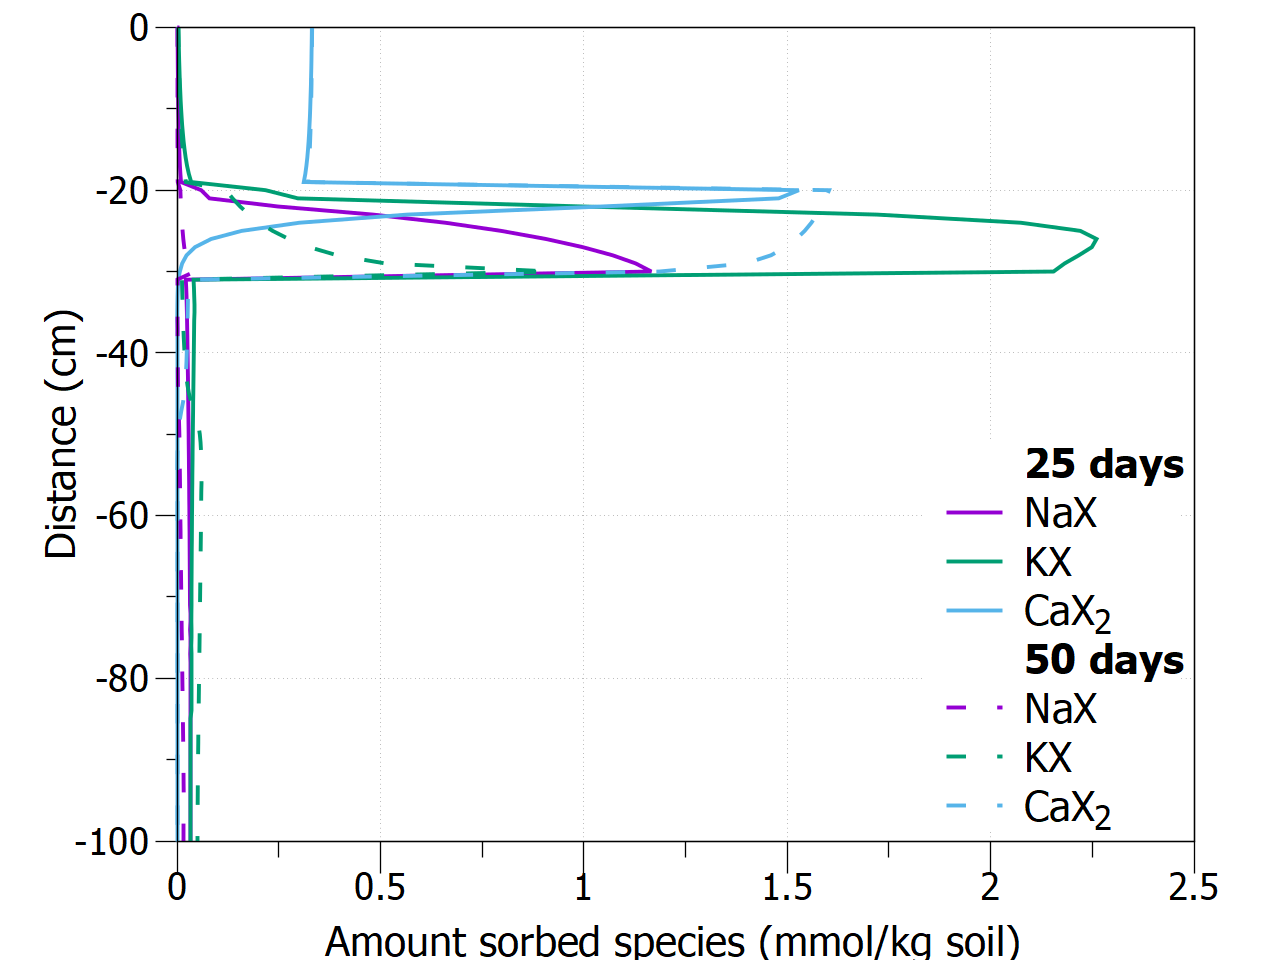 0
-20
-40
-60
-80
-100
Distance (cm)
25 days
NaX
KX
CaX₂
50 days
NaX
KX
CaX₂
0 0.5 1 1.5 2 2.5
Amount sorbed species (mmol/kg soil)